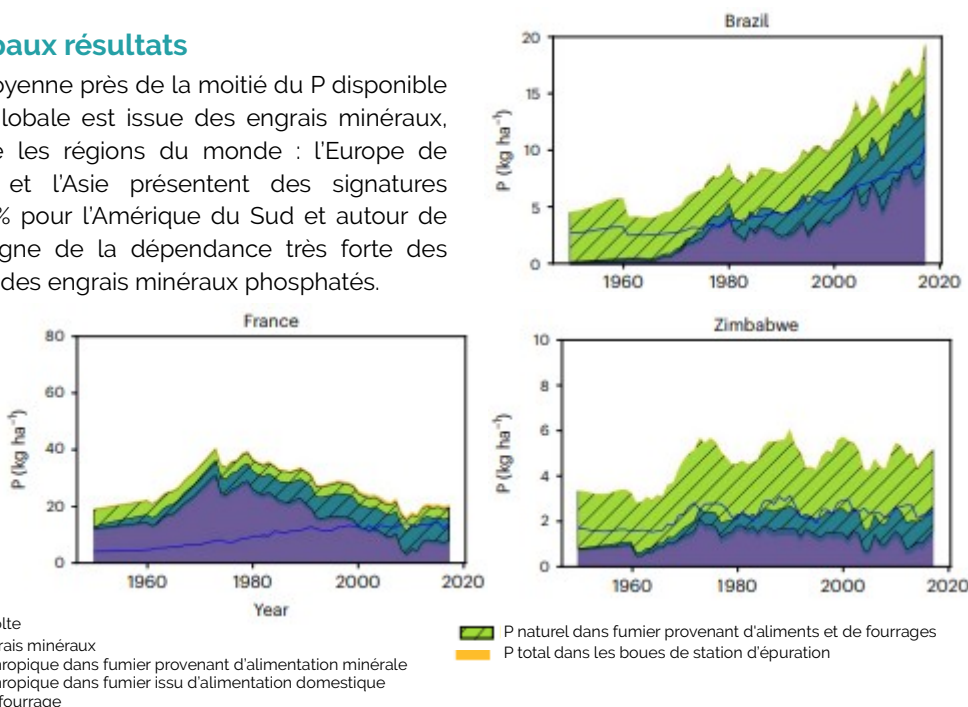 paux résultats
oyenne près de la moitié du P disponible
lobale est issue des engrais minéraux,
e les régions du monde : l'Europe de
et l'Asie présentent des signatures
% pour l'Amérique du Sud et autour de
igne de la dépendance très forte des
des engrais minéraux phosphatés.
Brazil
P (kg ha⁻¹)
20
15
10
5
0
1960 1980 2000 2020
France
P (kg ha⁻¹)
80
60
40
20
0
1960 1980 2000 2020
Year
Zimbabwe
P (kg ha⁻¹)
10
8
6
4
2
0
1960 1980 2000 2020
olte
rais minéraux
hropique dans fumier provenant d'alimentation minérale
hropique dans fumier issu d'alimentation domestique
fourrage
P naturel dans fumier provenant d'aliments et de fourrages
P total dans les boues de station d'épuration